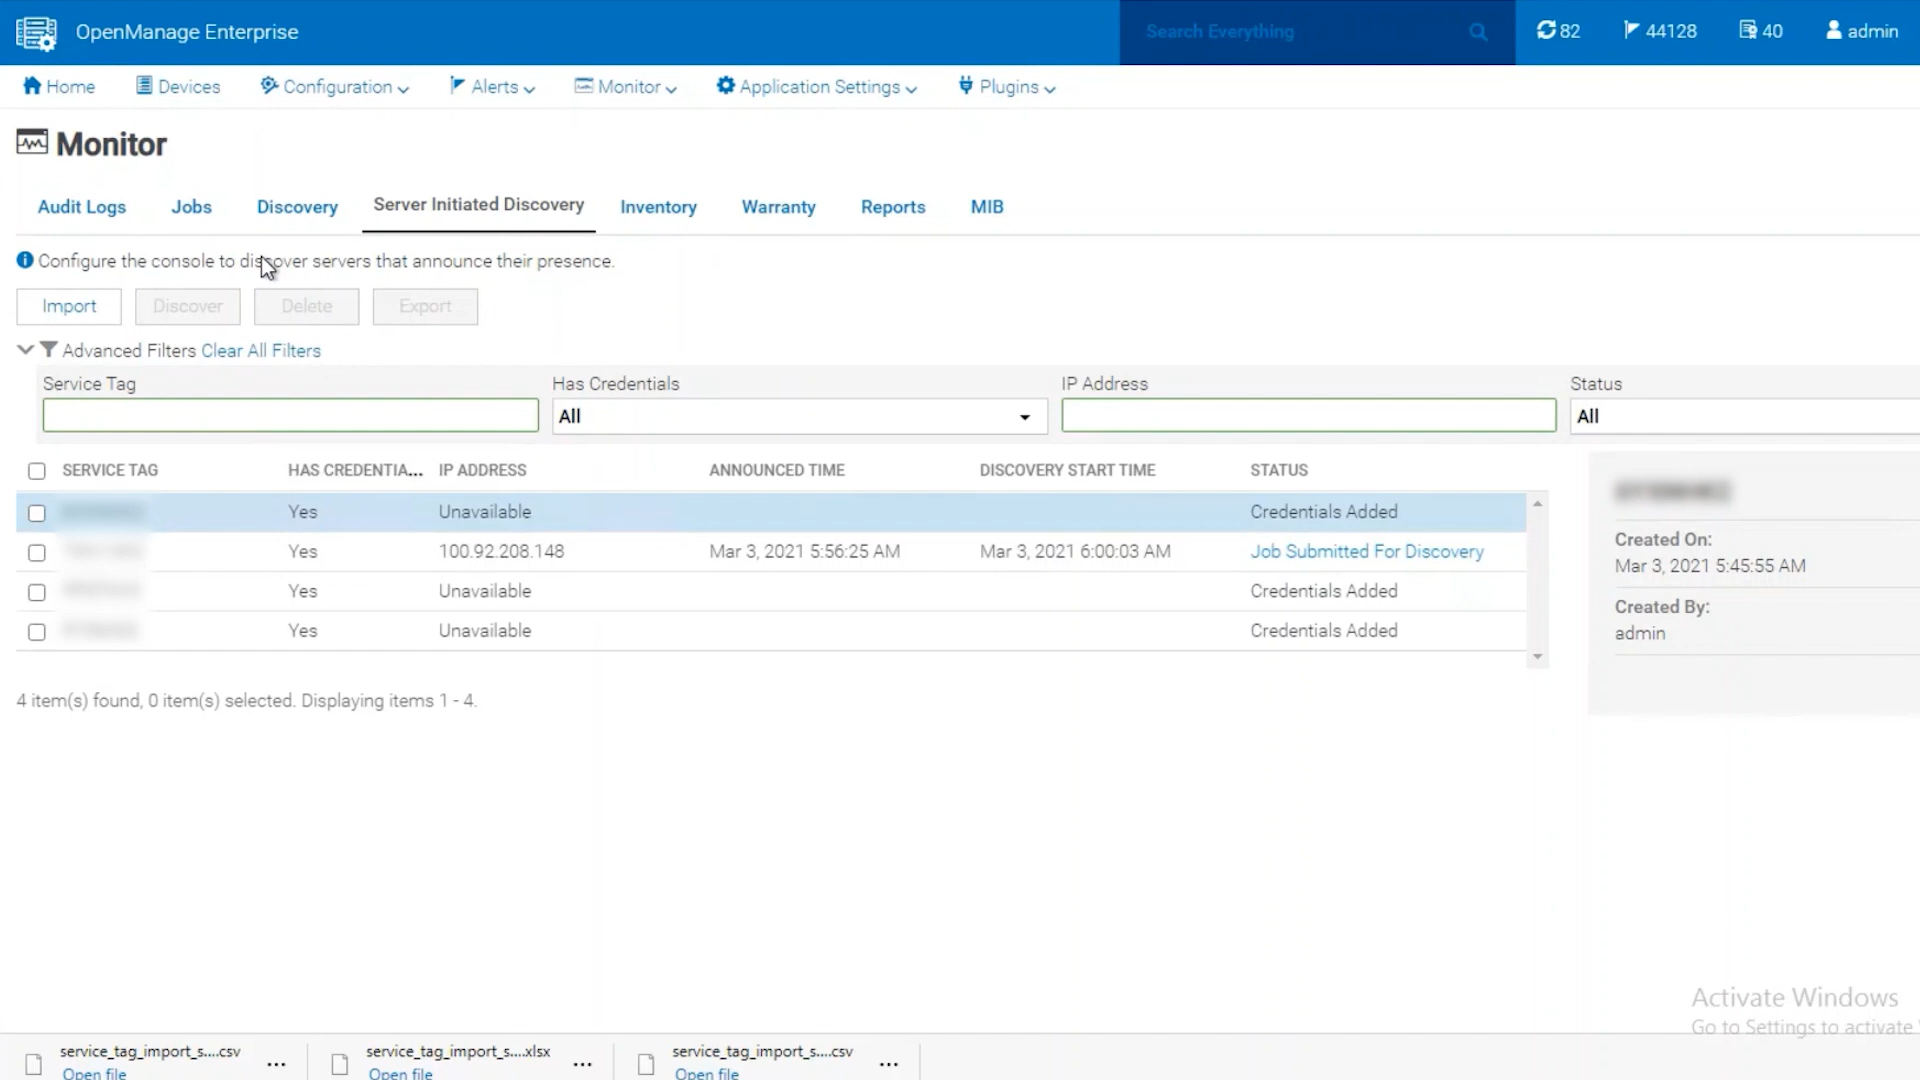 OpenManage Enterprise
Search Everything
82
44128
40
admin
Home
Devices
Configuration
Alerts
Monitor
Application Settings
Plugins
Monitor
Audit Logs
Jobs
Discovery
Server Initiated Discovery
Inventory
Warranty
Reports
MIB
Configure the console to discover servers that announce their presence.
Import
Discover
Delete
Export
Advanced Filters Clear All Filters
Service Tag
Has Credentials
IP Address
Status
All
All
SERVICE TAG HAS CREDENTIA... IP ADDRESS ANNOUNCED TIME DISCOVERY START TIME STATUS
Yes Unavailable Credentials Added
Yes 100.92.208.148 Mar 3, 2021 5:56:25 AM Mar 3, 2021 6:00:03 AM Job Submitted For Discovery
Yes Unavailable Credentials Added
Yes Unavailable Credentials Added
Created On:
Mar 3, 2021 5:45:55 AM
Created By:
admin
4 item(s) found, 0 item(s) selected. Displaying items 1 - 4.
Activate Windows
Go to Settings to activate
service_tag_import_s....csv
Open file
service_tag_import_s....xlsx
Open file
service_tag_import_s....csv
Open file